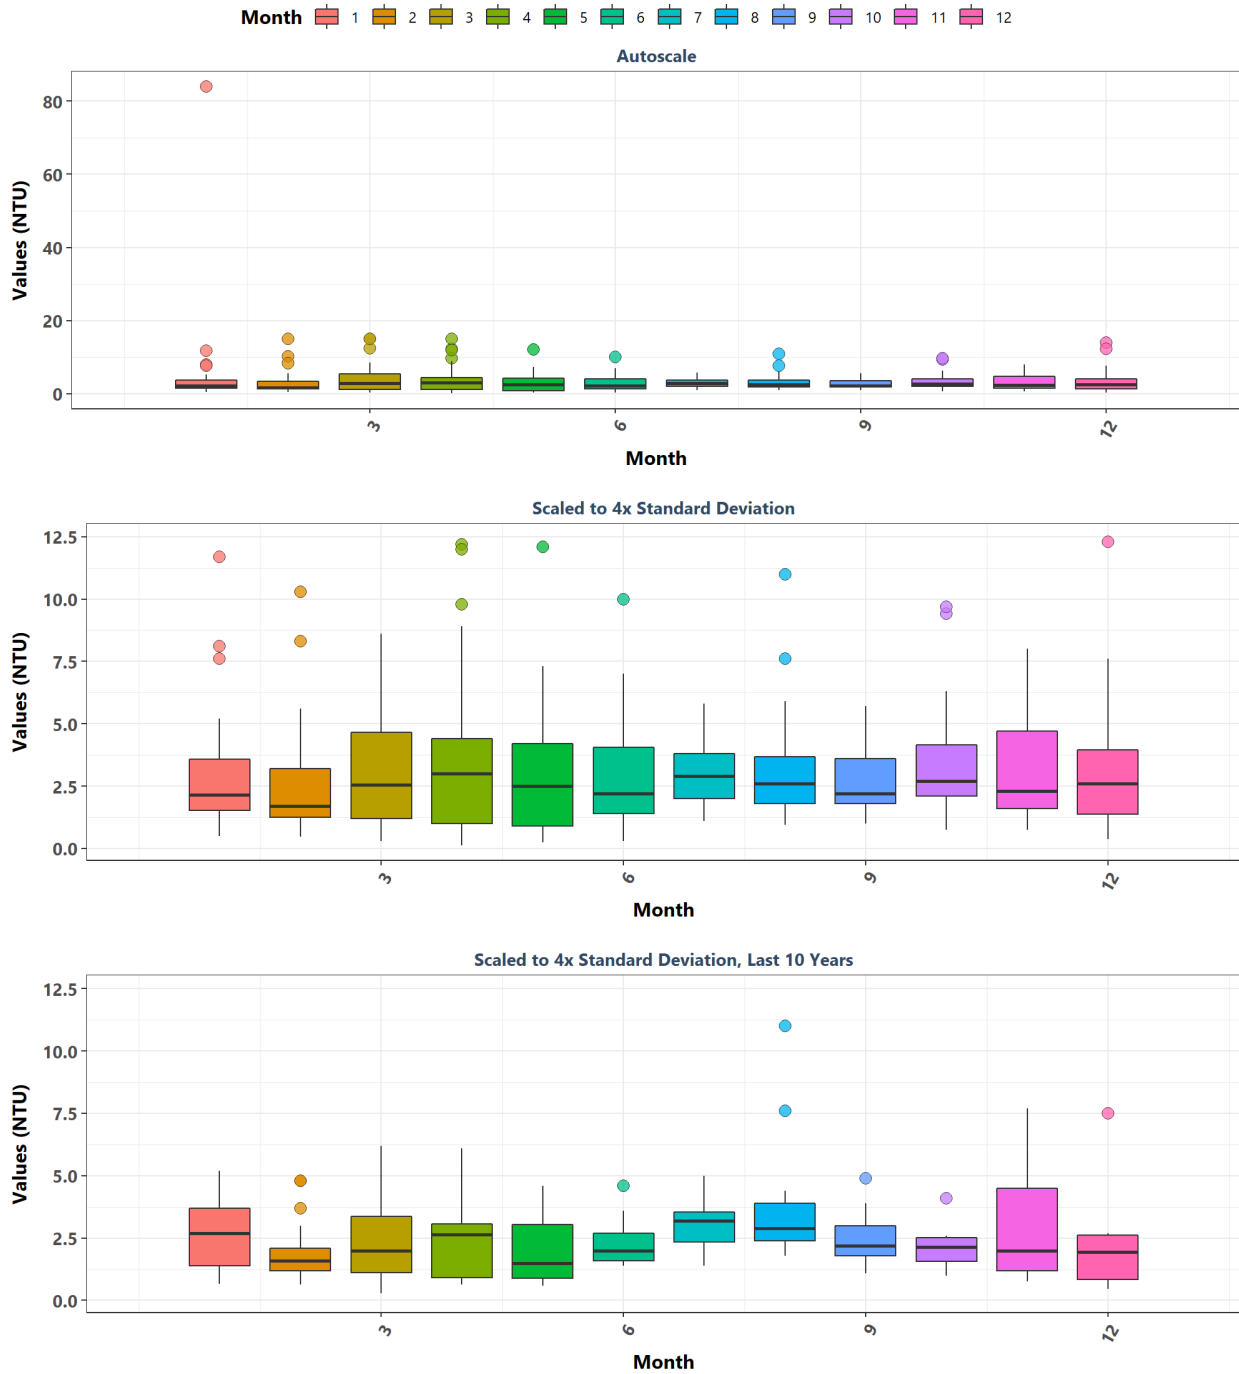 Month 1 2 3 4 5 6 7 8 9 10 11 12
Autoscale
80
60
40
20
0
Values (NTU)
3 6 9 12
Month
Scaled to 4x Standard Deviation
12.5
10.0
7.5
5.0
2.5
0.0
Values (NTU)
3 6 9 12
Month
Scaled to 4x Standard Deviation, Last 10 Years
12.5
10.0
7.5
5.0
2.5
0.0
Values (NTU)
3 6 9 12
Month